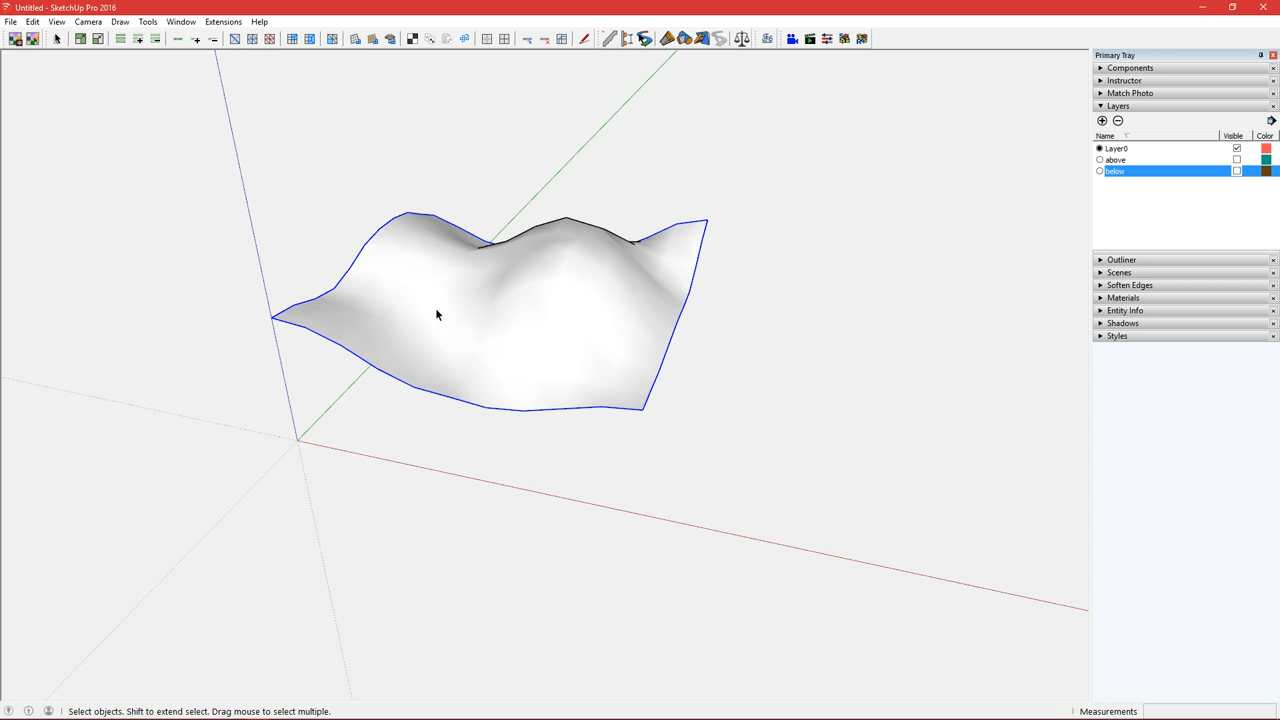 Untitled - SketchUp Pro 2016
File Edit View Camera Draw Tools Window Extensions Help
Primary Tray
Components
Instructor
Match Photo
Layers
Name Visible Color
Layer0
above
below
Outliner
Scenes
Soften Edges
Materials
Entity Info
Shadows
Styles
Select objects. Shift to extend select. Drag mouse to select multiple.
Measurements